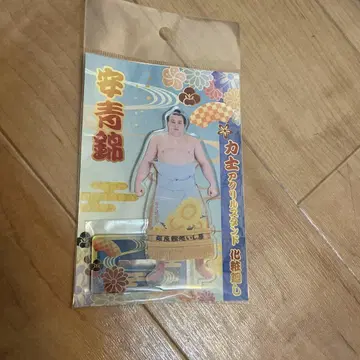 安青錦
力士アクリルスタンド 化粧廻し